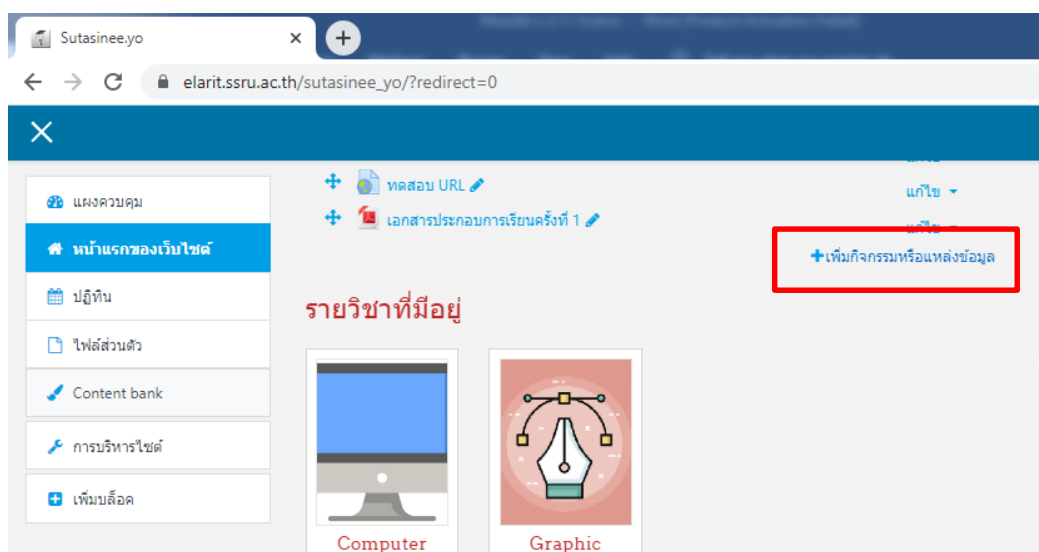 Sutasinee.yo
elarit.ssru.ac.th/sutasinee_yo/?redirect=0
ทดสอบ URL
แก้ไข
เอกสารประกอบการเรียนครั้งที่ 1
แก้ไข
เพิ่มกิจกรรมหรือแหล่งข้อมูล
แผงควบคุม
หน้าแรกของเว็บไซต์
ปฏิทิน
ไฟล์ส่วนตัว
Content bank
การบริหารไซต์
เพิ่มบล็อค
รายวิชาที่มีอยู่
Computer
Graphic